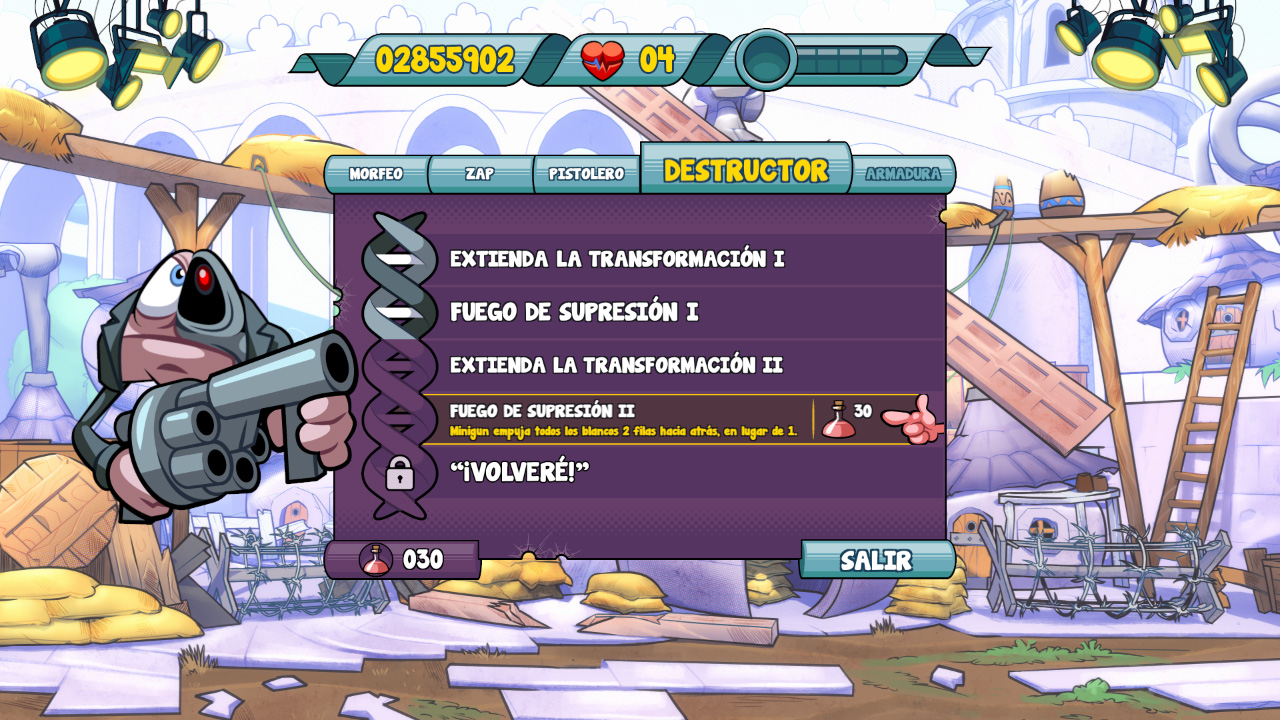 02855902
04
MORFEO
ZAP
PISTOLERO
DESTRUCTOR
ARMADURA
EXTIENDA LA TRANSFORMACIÓN I
FUEGO DE SUPRESIÓN I
EXTIENDA LA TRANSFORMACIÓN II
FUEGO DE SUPRESIÓN II
Minigun empuja todos los blancos 2 filas hacia atrás, en lugar de 1.
30
“¡VOLVERÉ!”
030
SALIR